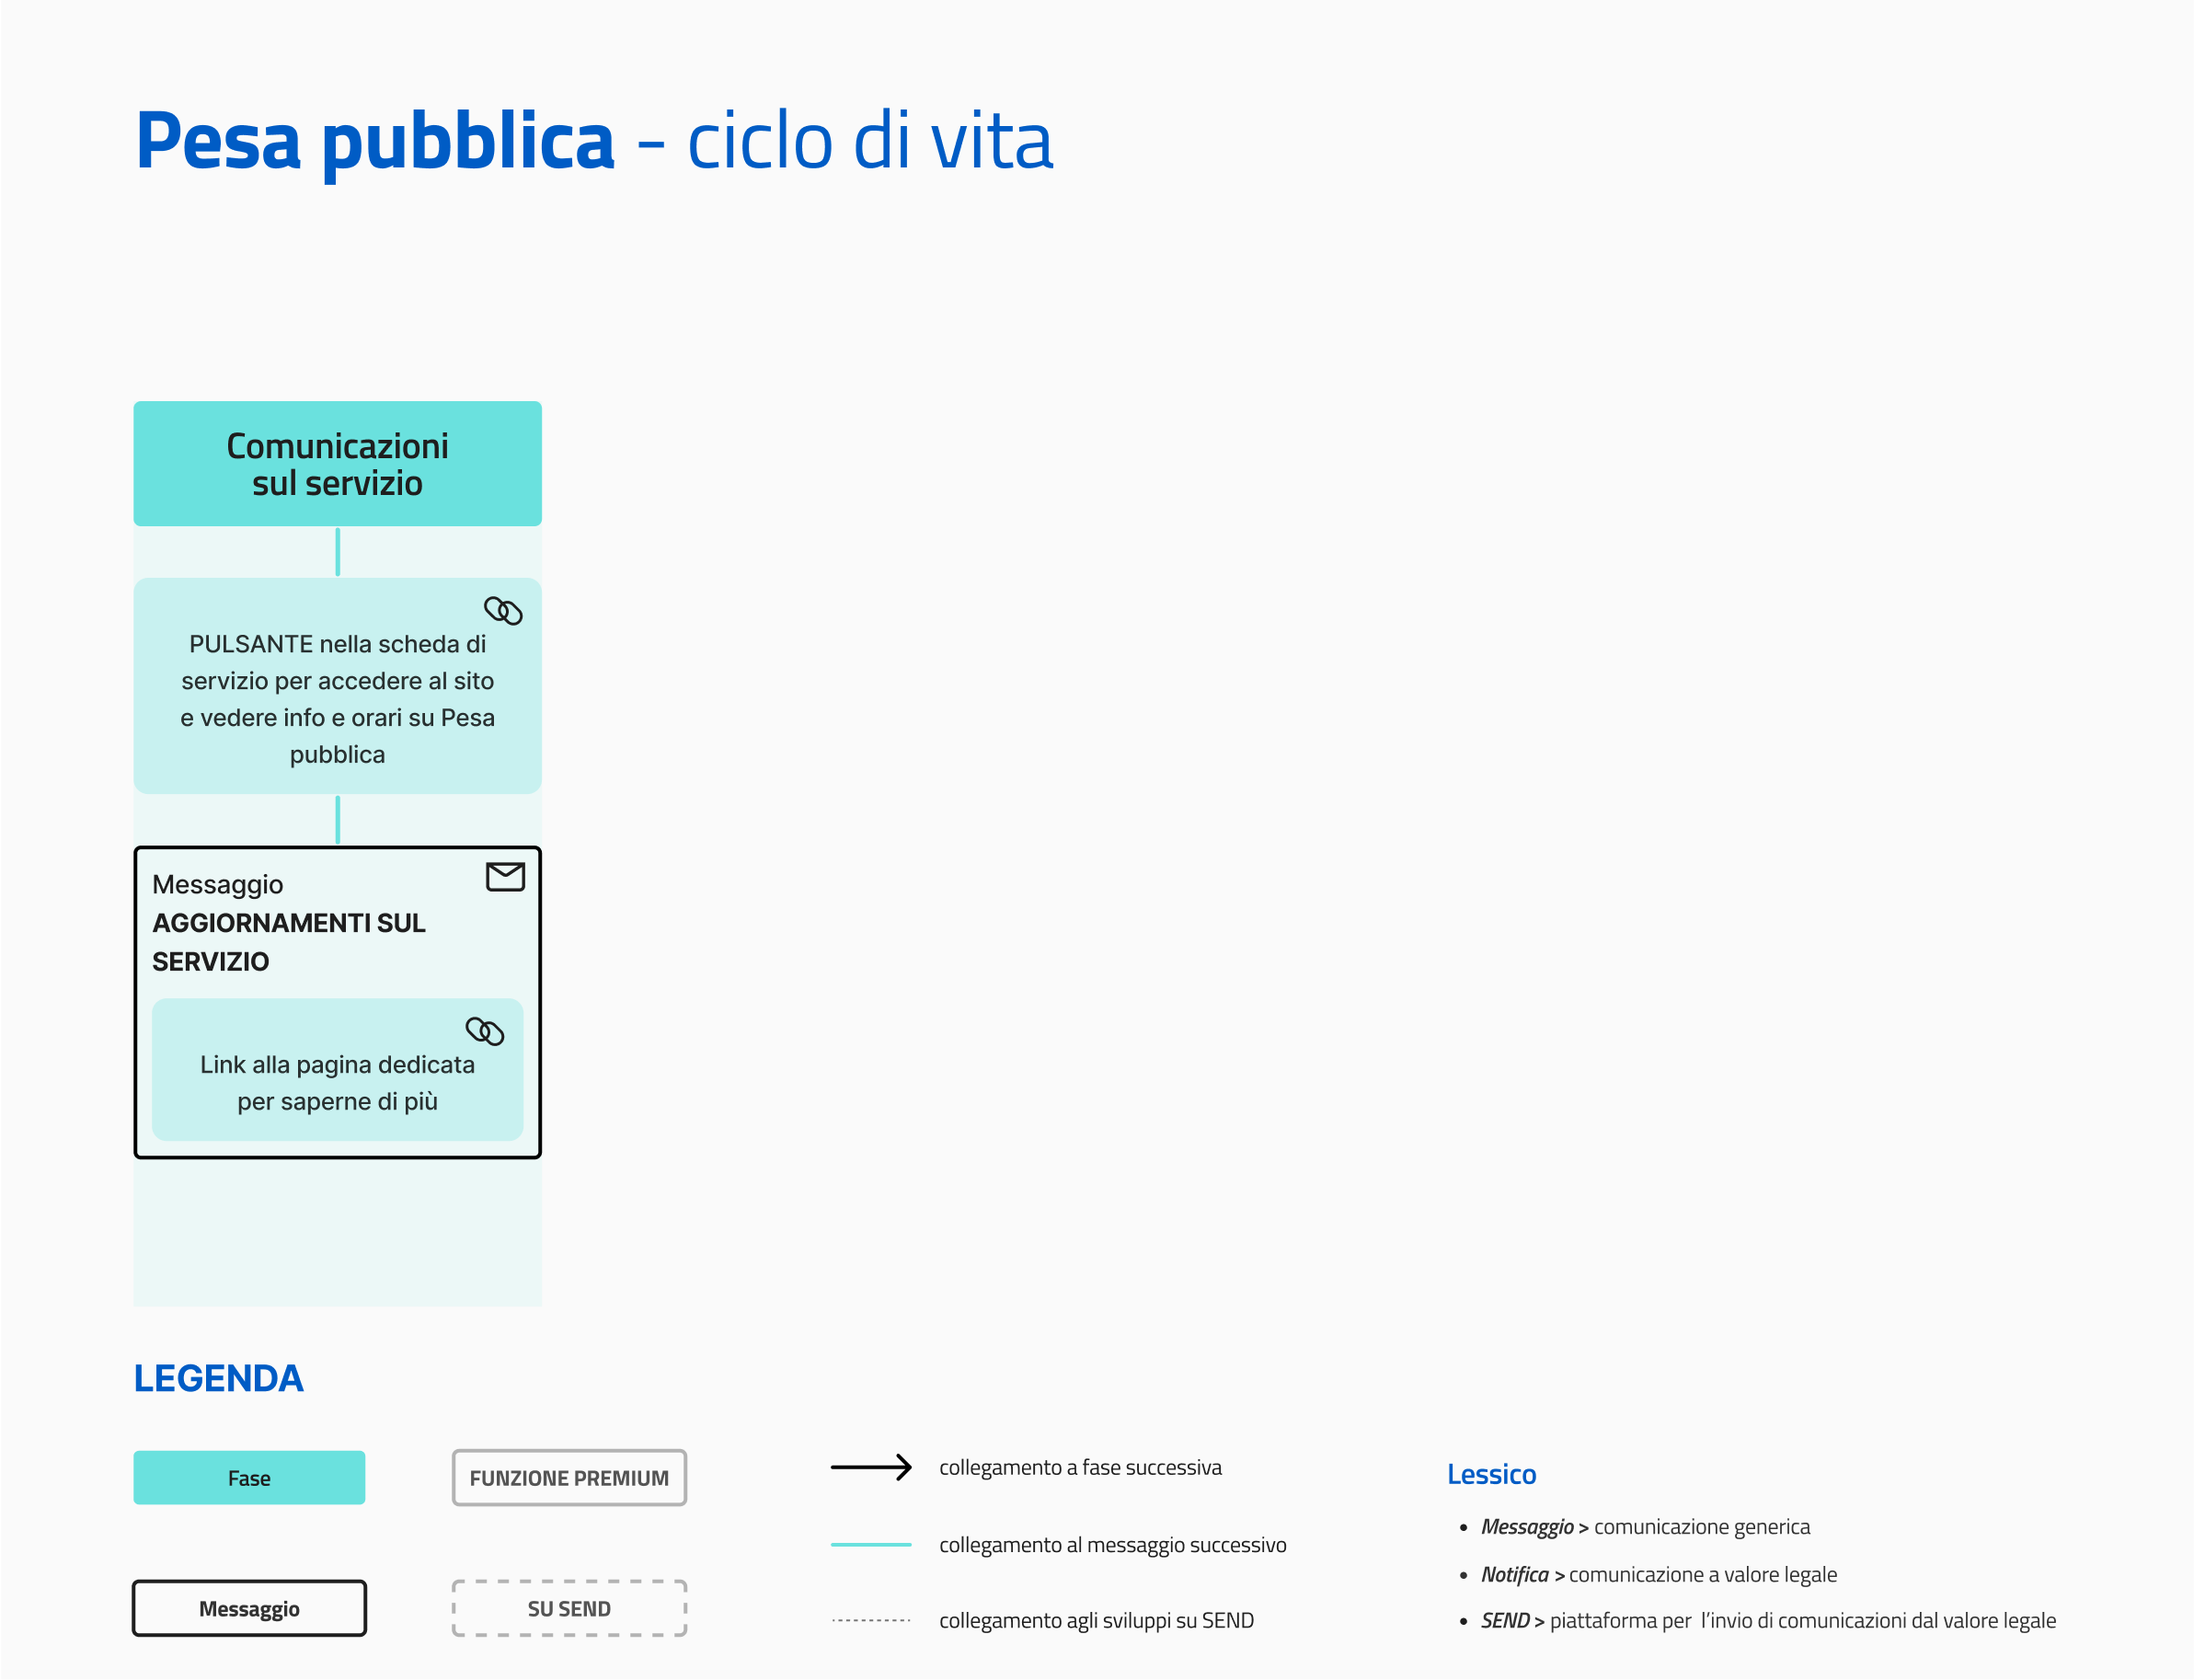 Pesa pubblica - ciclo di vita
Comunicazioni
sul servizio
PULSANTE nella scheda di
servizio per accedere al sito
e vedere info e orari su Pesa
pubblica
Messaggio
AGGIORNAMENTI SUL
SERVIZIO
Link alla pagina dedicata
per saperne di più
LEGENDA
Fase
FUNZIONE PREMIUM
Messaggio
SU SEND
collegamento a fase successiva
collegamento al messaggio successivo
collegamento agli sviluppi su SEND
Lessico
• Messaggio > comunicazione generica
• Notifica > comunicazione a valore legale
• SEND > piattaforma per l'invio di comunicazioni dal valore legale